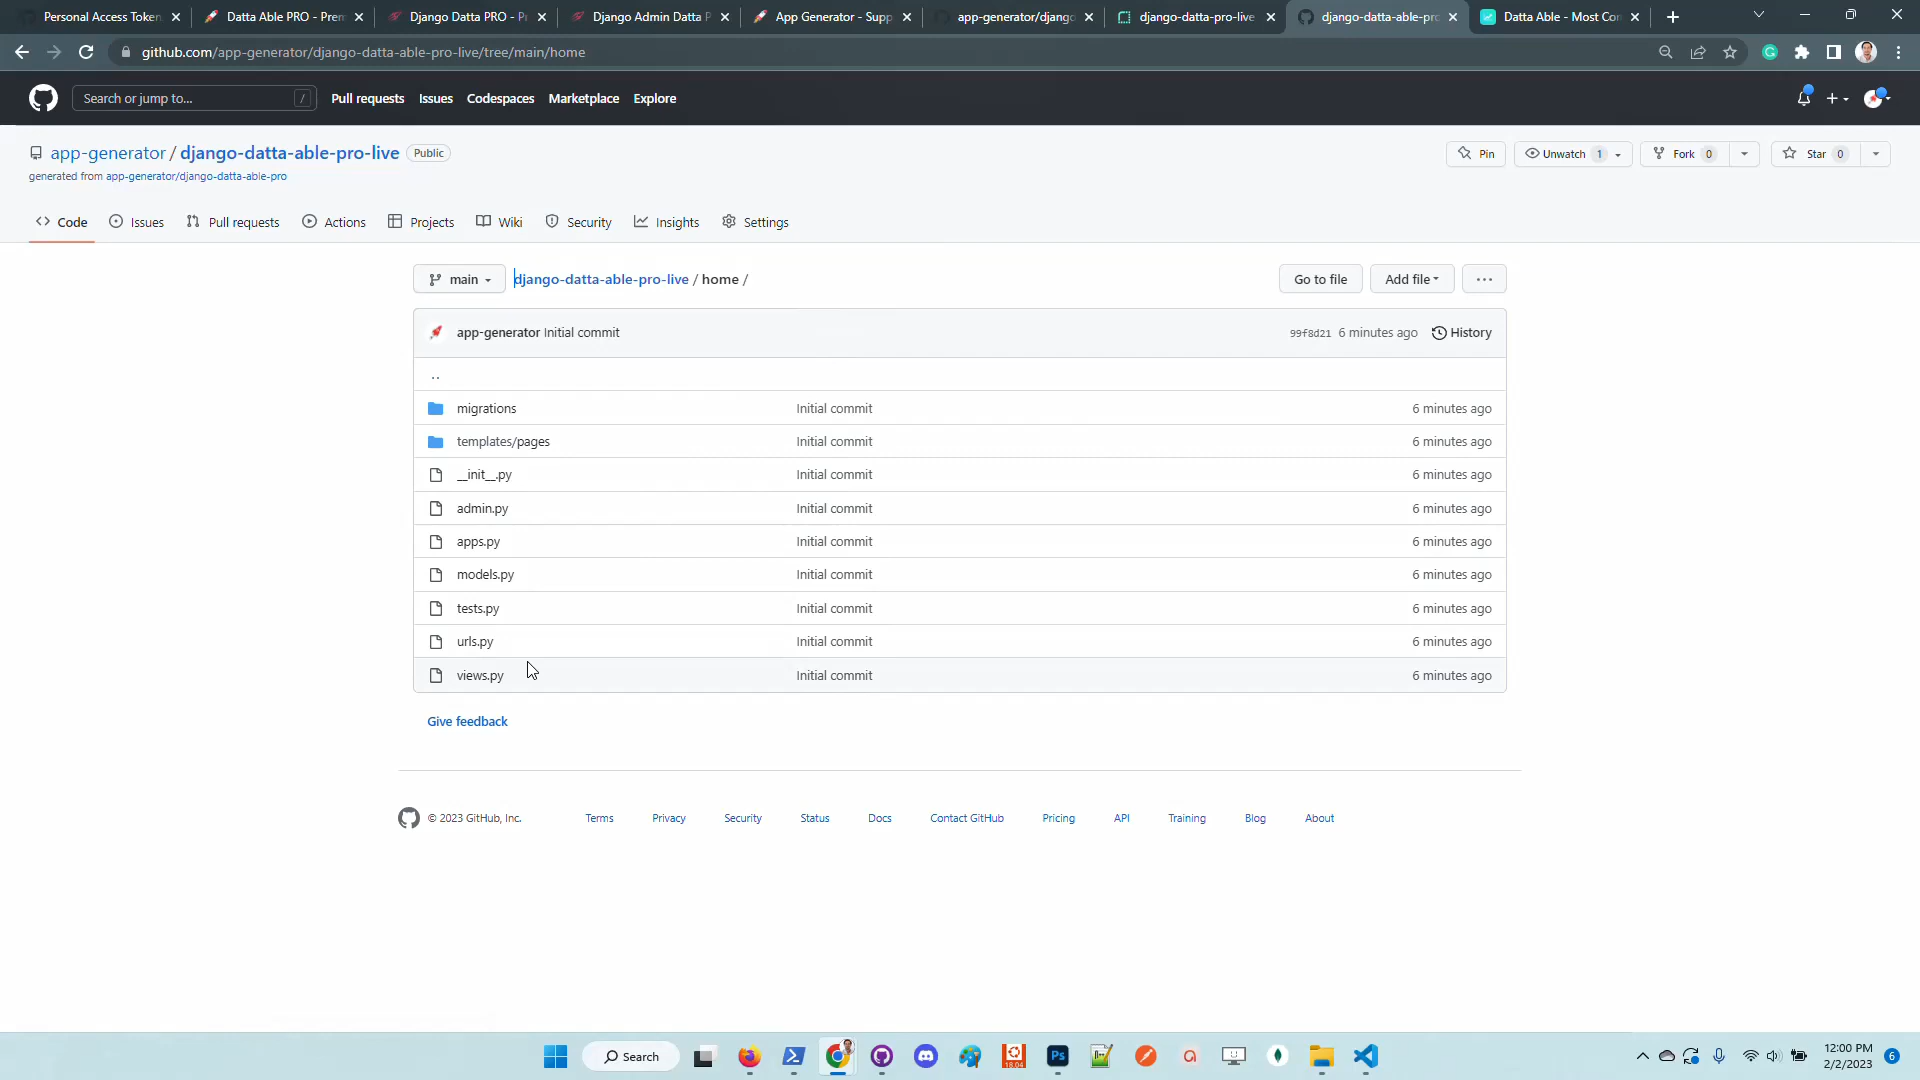 Personal Access Token
Datta Able PRO - Prem
Django Datta PRO - Pr
Django Admin Datta P
App Generator - Supp
app-generator/django
django-datta-pro-live
django-datta-able-pro
Datta Able - Most Com
github.com/app-generator/django-datta-able-pro-live/tree/main/home
Search or jump to... /
Pull requests Issues Codespaces Marketplace Explore
app-generator / django-datta-able-pro-live Public
Pin Unwatch 1 Fork 0 Star 0
generated from app-generator/django-datta-able-pro
Code Issues Pull requests Actions Projects Wiki Security Insights Settings
main django-datta-able-pro-live / home / Go to file Add file
app-generator Initial commit 99f8d21 6 minutes ago History
..
migrations Initial commit 6 minutes ago
templates/pages Initial commit 6 minutes ago
__init__.py Initial commit 6 minutes ago
admin.py Initial commit 6 minutes ago
apps.py Initial commit 6 minutes ago
models.py Initial commit 6 minutes ago
tests.py Initial commit 6 minutes ago
urls.py Initial commit 6 minutes ago
views.py Initial commit 6 minutes ago
Give feedback
© 2023 GitHub, Inc. Terms Privacy Security Status Docs Contact GitHub Pricing API Training Blog About
Search
Ps
18.04
12:00 PM
2/2/2023
6